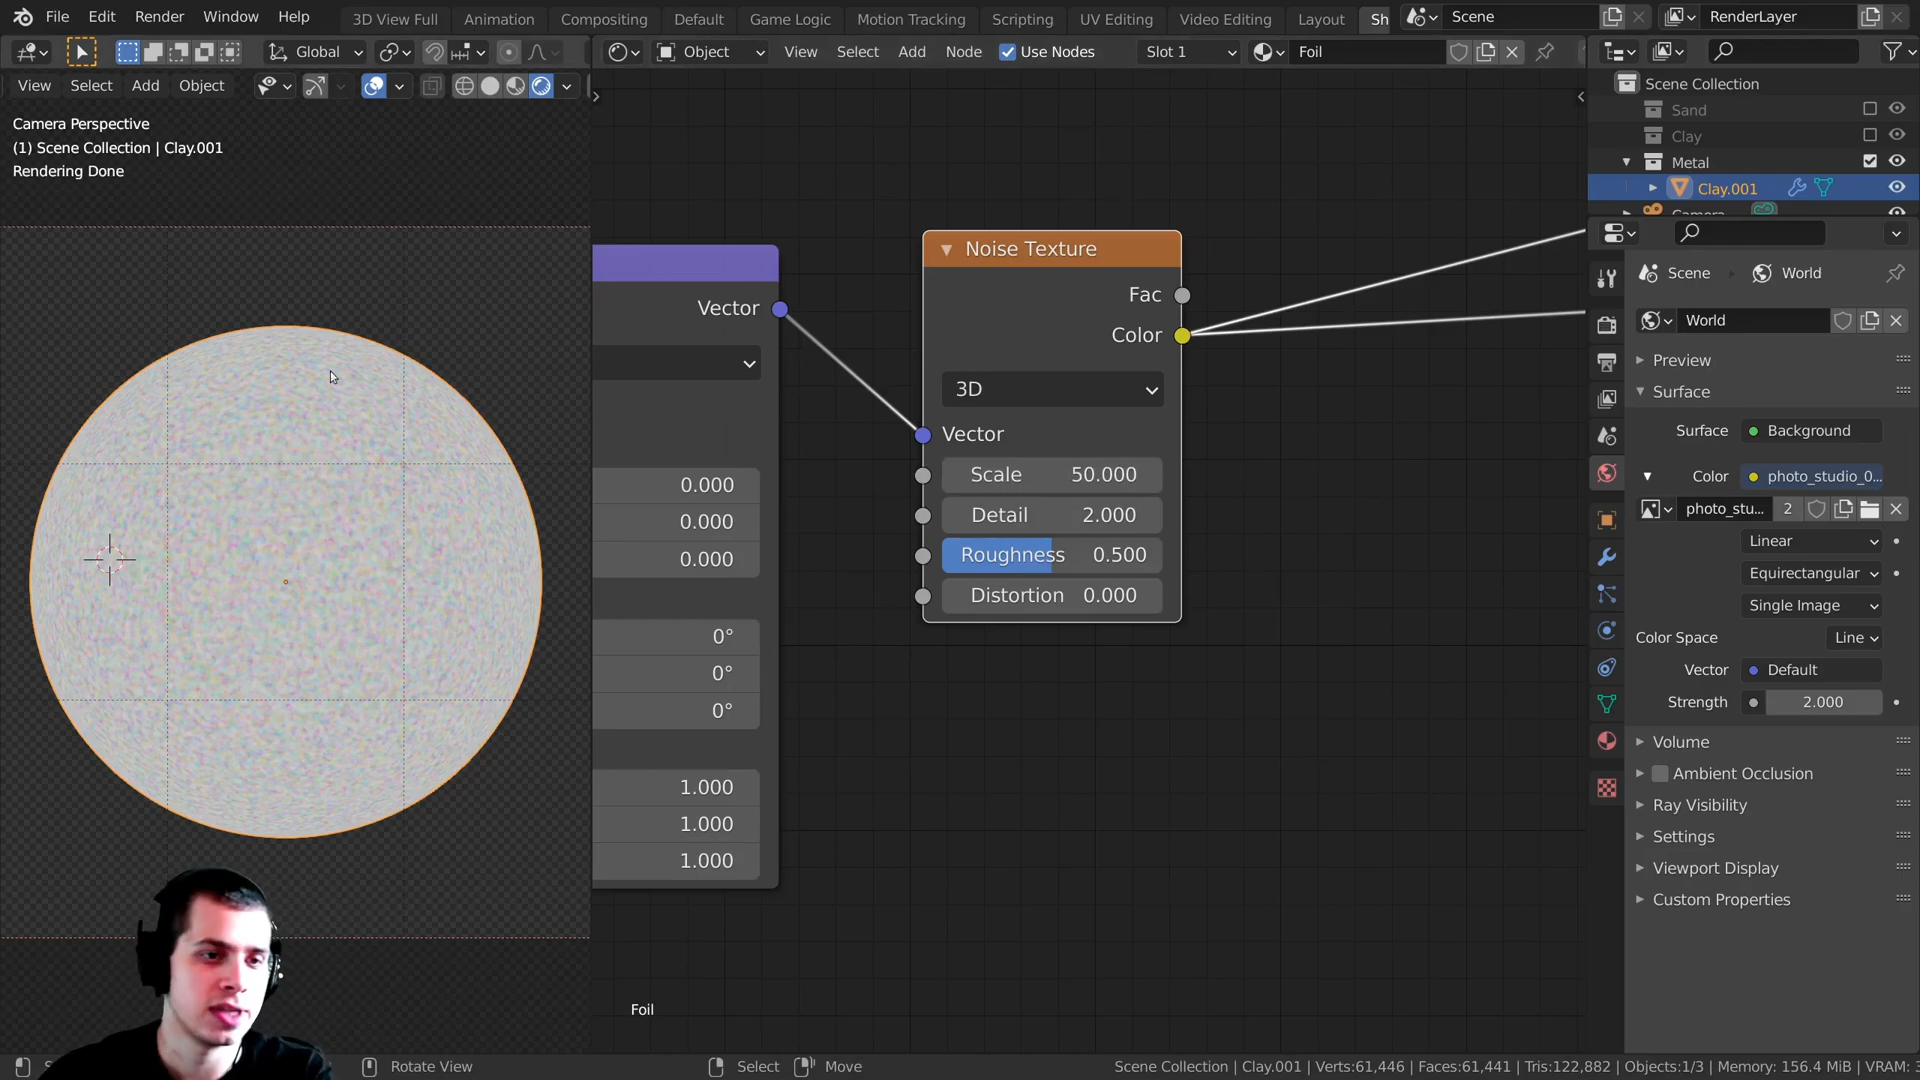 File Edit Render Window Help 3D View Full Animation Compositing Default Game Logic Motion Tracking Scripting UV Editing Video Editing Layout Sh Scene RenderLayer
Global Object View Select Add Node Use Nodes Slot 1 Foil
View Select Add Object
Camera Perspective
(1) Scene Collection | Clay.001
Rendering Done
Vector
0.000
0.000
0.000
0°
0°
0°
1.000
1.000
1.000
Noise Texture
Fac
Color
3D
Vector
Scale 50.000
Detail 2.000
Roughness 0.500
Distortion 0.000
Foil
Scene Collection
Sand
Clay
Metal
Clay.001
Camera
Scene World
World
Preview
Surface
Surface Background
Color photo_studio_0...
photo_stu... 2
Linear
Equirectangular
Single Image
Color Space Line
Vector Default
Strength 2.000
Volume
Ambient Occlusion
Ray Visibility
Settings
Viewport Display
Custom Properties
Rotate View Select Move Scene Collection | Clay.001 | Verts:61,446 | Faces:61,441 | Tris:122,882 | Objects:1/3 | Memory: 156.4 MiB | VRAM: